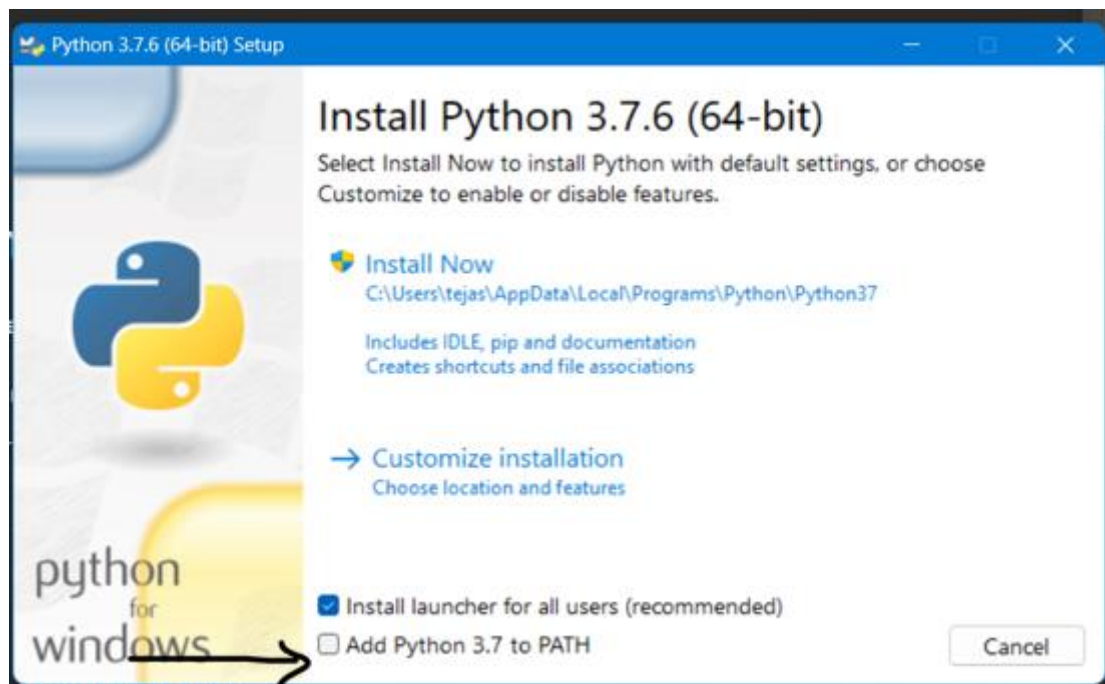 Python 3.7.6 (64-bit) Setup
Install Python 3.7.6 (64-bit)
Select Install Now to install Python with default settings, or choose
Customize to enable or disable features.
Install Now
C:\Users\tejas\AppData\Local\Programs\Python\Python37
Includes IDLE, pip and documentation
Creates shortcuts and file associations
Customize installation
Choose location and features
python
for
windows
Install launcher for all users (recommended)
Add Python 3.7 to PATH
Cancel